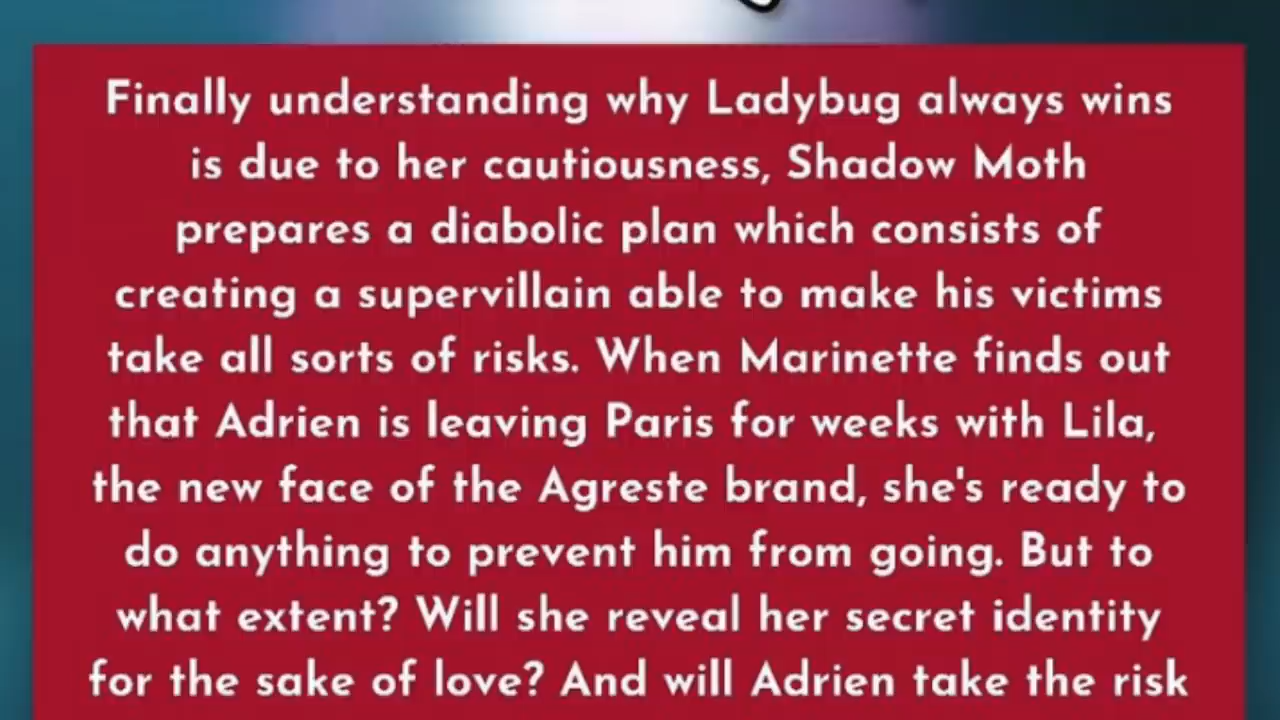 Finally understanding why Ladybug always wins
is due to her cautiousness, Shadow Moth
prepares a diabolic plan which consists of
creating a supervillain able to make his victims
take all sorts of risks. When Marinette finds out
that Adrien is leaving Paris for weeks with Lila,
the new face of the Agreste brand, she's ready to
do anything to prevent him from going. But to
what extent? Will she reveal her secret identity
for the sake of love? And will Adrien take the risk